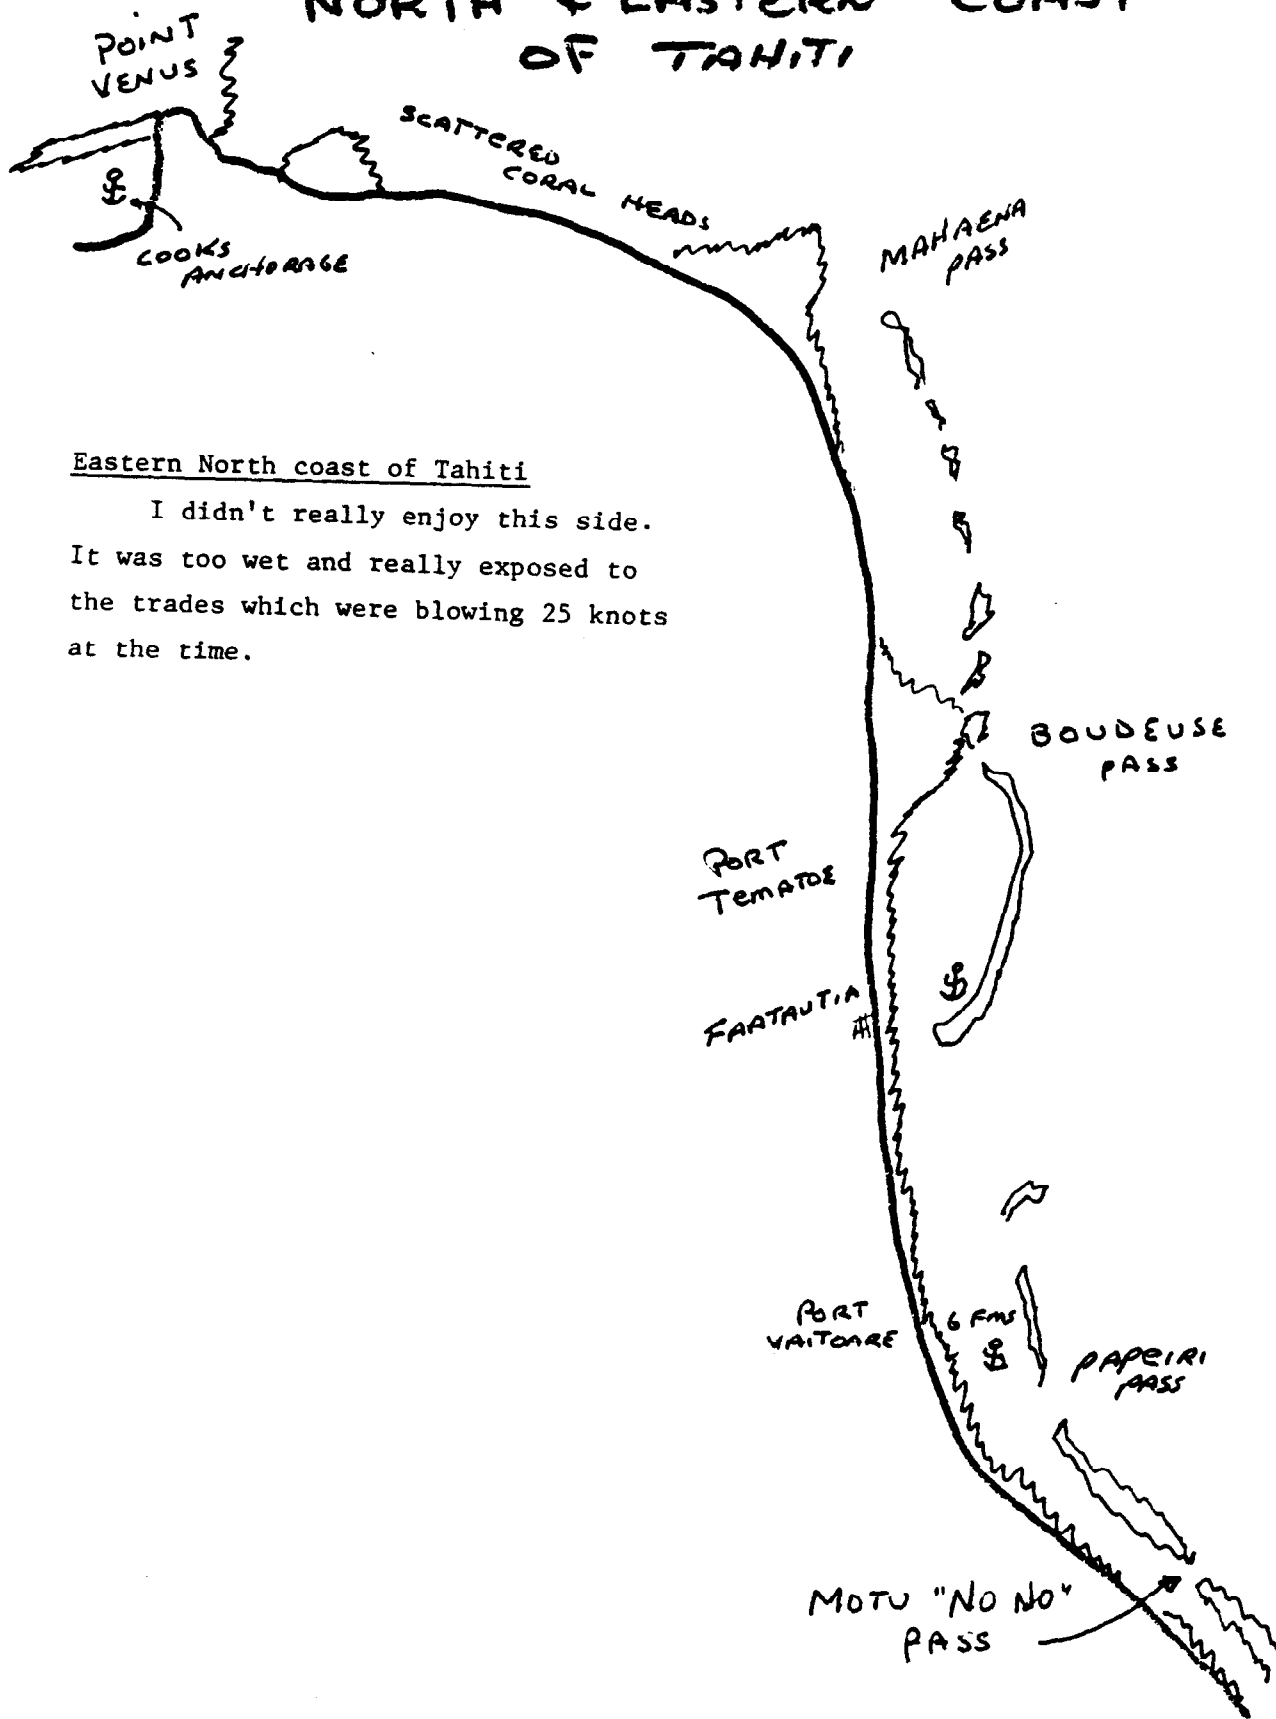 NORTH & EASTERN COAST
OF TAHITI
POINT
VENUS
SCATTERED
CORAL HEADS
MAHAENA
PASS
COOKS
ANCHORAGE
Eastern North coast of Tahiti
I didn't really enjoy this side.
It was too wet and really exposed to
the trades which were blowing 25 knots
at the time.
BOUDEUSE
PASS
PORT
TEMATOE
FAATAUTIA
PORT
VAITOARE
6 FMS
PAPEIRI
PASS
MOTU "NO NO"
PASS